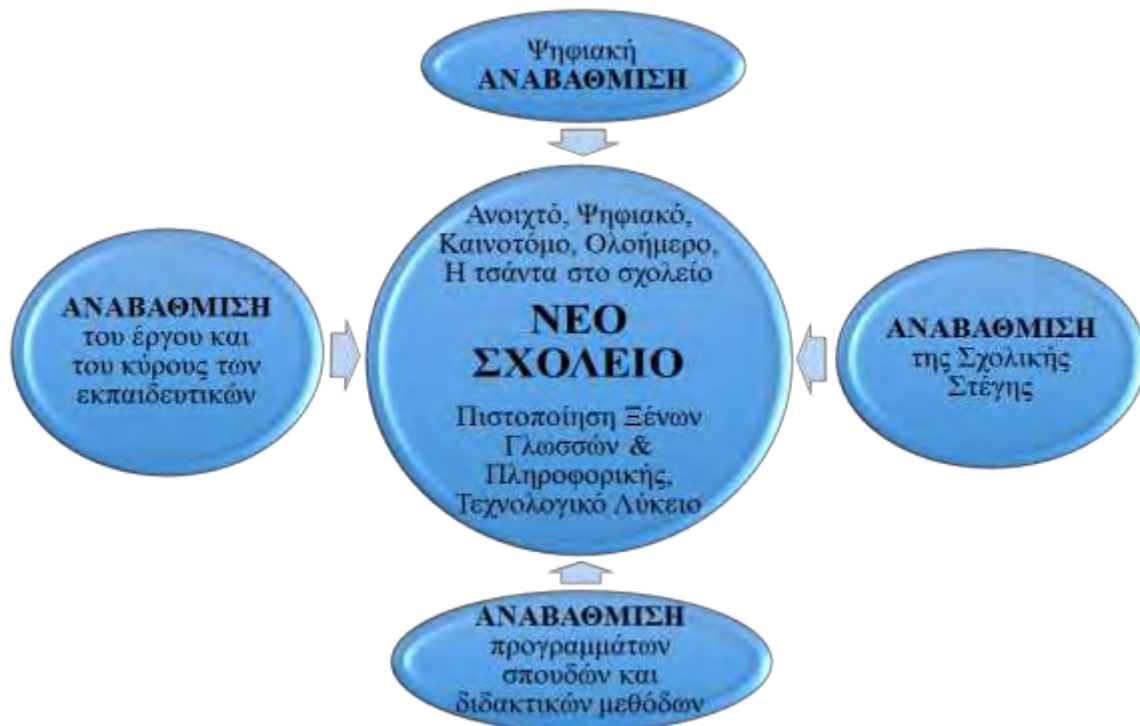 Ψηφιακή
ΑΝΑΒΑΘΜΙΣΗ
Ανοιχτό, Ψηφιακό,
Καινοτόμο, Ολοήμερο,
Η τσάντα στο σχολείο
ΝΕΟ
ΣΧΟΛΕΙΟ
Πιστοποίηση Ξένων
Γλωσσών &
Πληροφορικής,
Τεχνολογικό Λύκειο
ΑΝΑΒΑΘΜΙΣΗ
του έργου και
του κύρους των
εκπαιδευτικών
ΑΝΑΒΑΘΜΙΣΗ
της Σχολικής
Στέγης
ΑΝΑΒΑΘΜΙΣΗ
προγραμμάτων
σπουδών και
διδακτικών μεθόδων